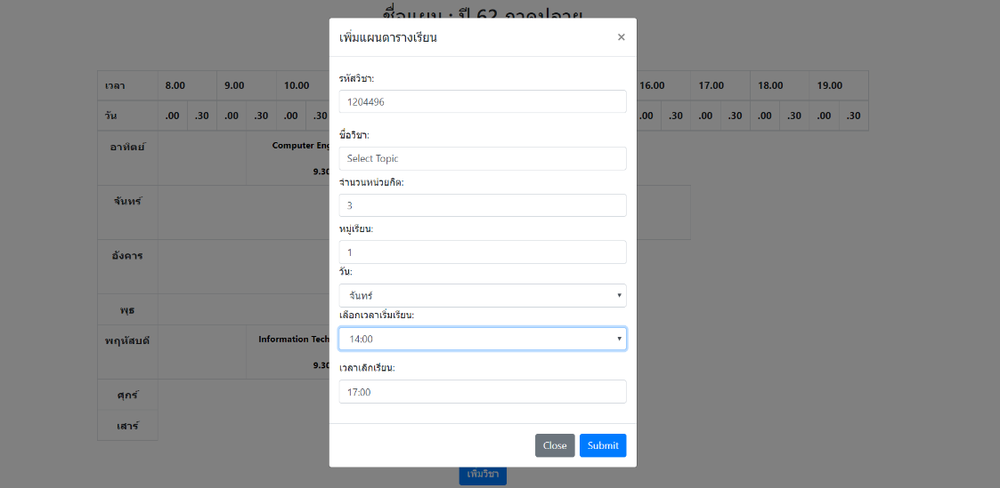 ชื่อแผน : ปี 62 ภาคปลาย
เพิ่มแผนตารางเรียน ×
เวลา 8.00 9.00 10.00 16.00 17.00 18.00 19.00
วัน .00 .30 .00 .30 .00 .30 .00 .30 .00 .30 .00 .30 .00 .30
รหัสวิชา:
1204496
ชื่อวิชา:
Select Topic
จำนวนหน่วยกิต:
3
หมู่เรียน:
1
วัน:
จันทร์
เลือกเวลาเริ่มเรียน:
14:00
เวลาเลิกเรียน:
17:00
Close Submit
อาทิตย์ Computer Eng
9.30
จันทร์
อังคาร
พุธ
พฤหัสบดี Information Tech
9.30
ศุกร์
เสาร์
เพิ่มวิชา